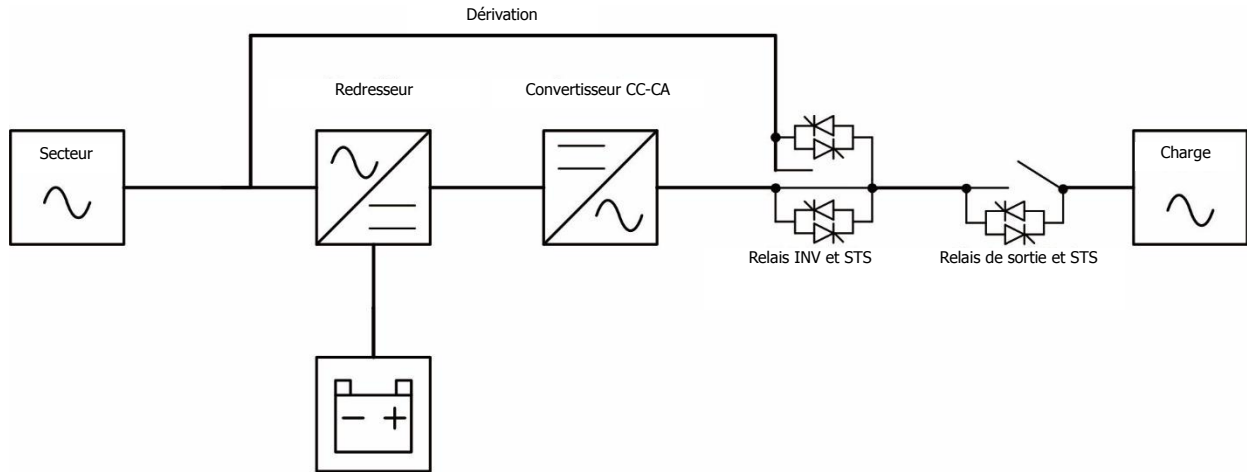 Dérivation
Redresseur
Convertisseur CC-CA
Secteur
Charge
Relais INV et STS
Relais de sortie et STS